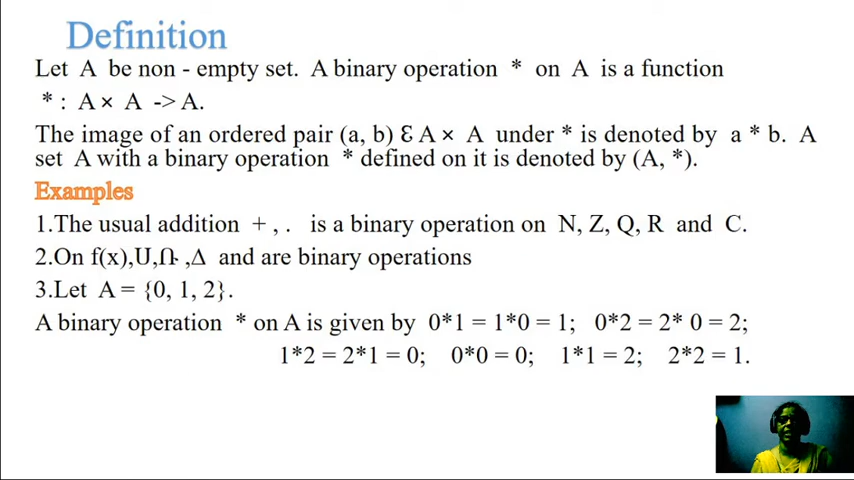 Definition
Let A be non - empty set. A binary operation * on A is a function
* : A × A -> A.
The image of an ordered pair (a, b) Ɛ A × A under * is denoted by a * b. A
set A with a binary operation * defined on it is denoted by (A, *).
Examples
1.The usual addition + , . is a binary operation on N, Z, Q, R and C.
2.On f(x),U,Ո ,Δ and are binary operations
3.Let A = {0, 1, 2}.
A binary operation * on A is given by 0*1 = 1*0 = 1; 0*2 = 2* 0 = 2;
1*2 = 2*1 = 0; 0*0 = 0; 1*1 = 2; 2*2 = 1.